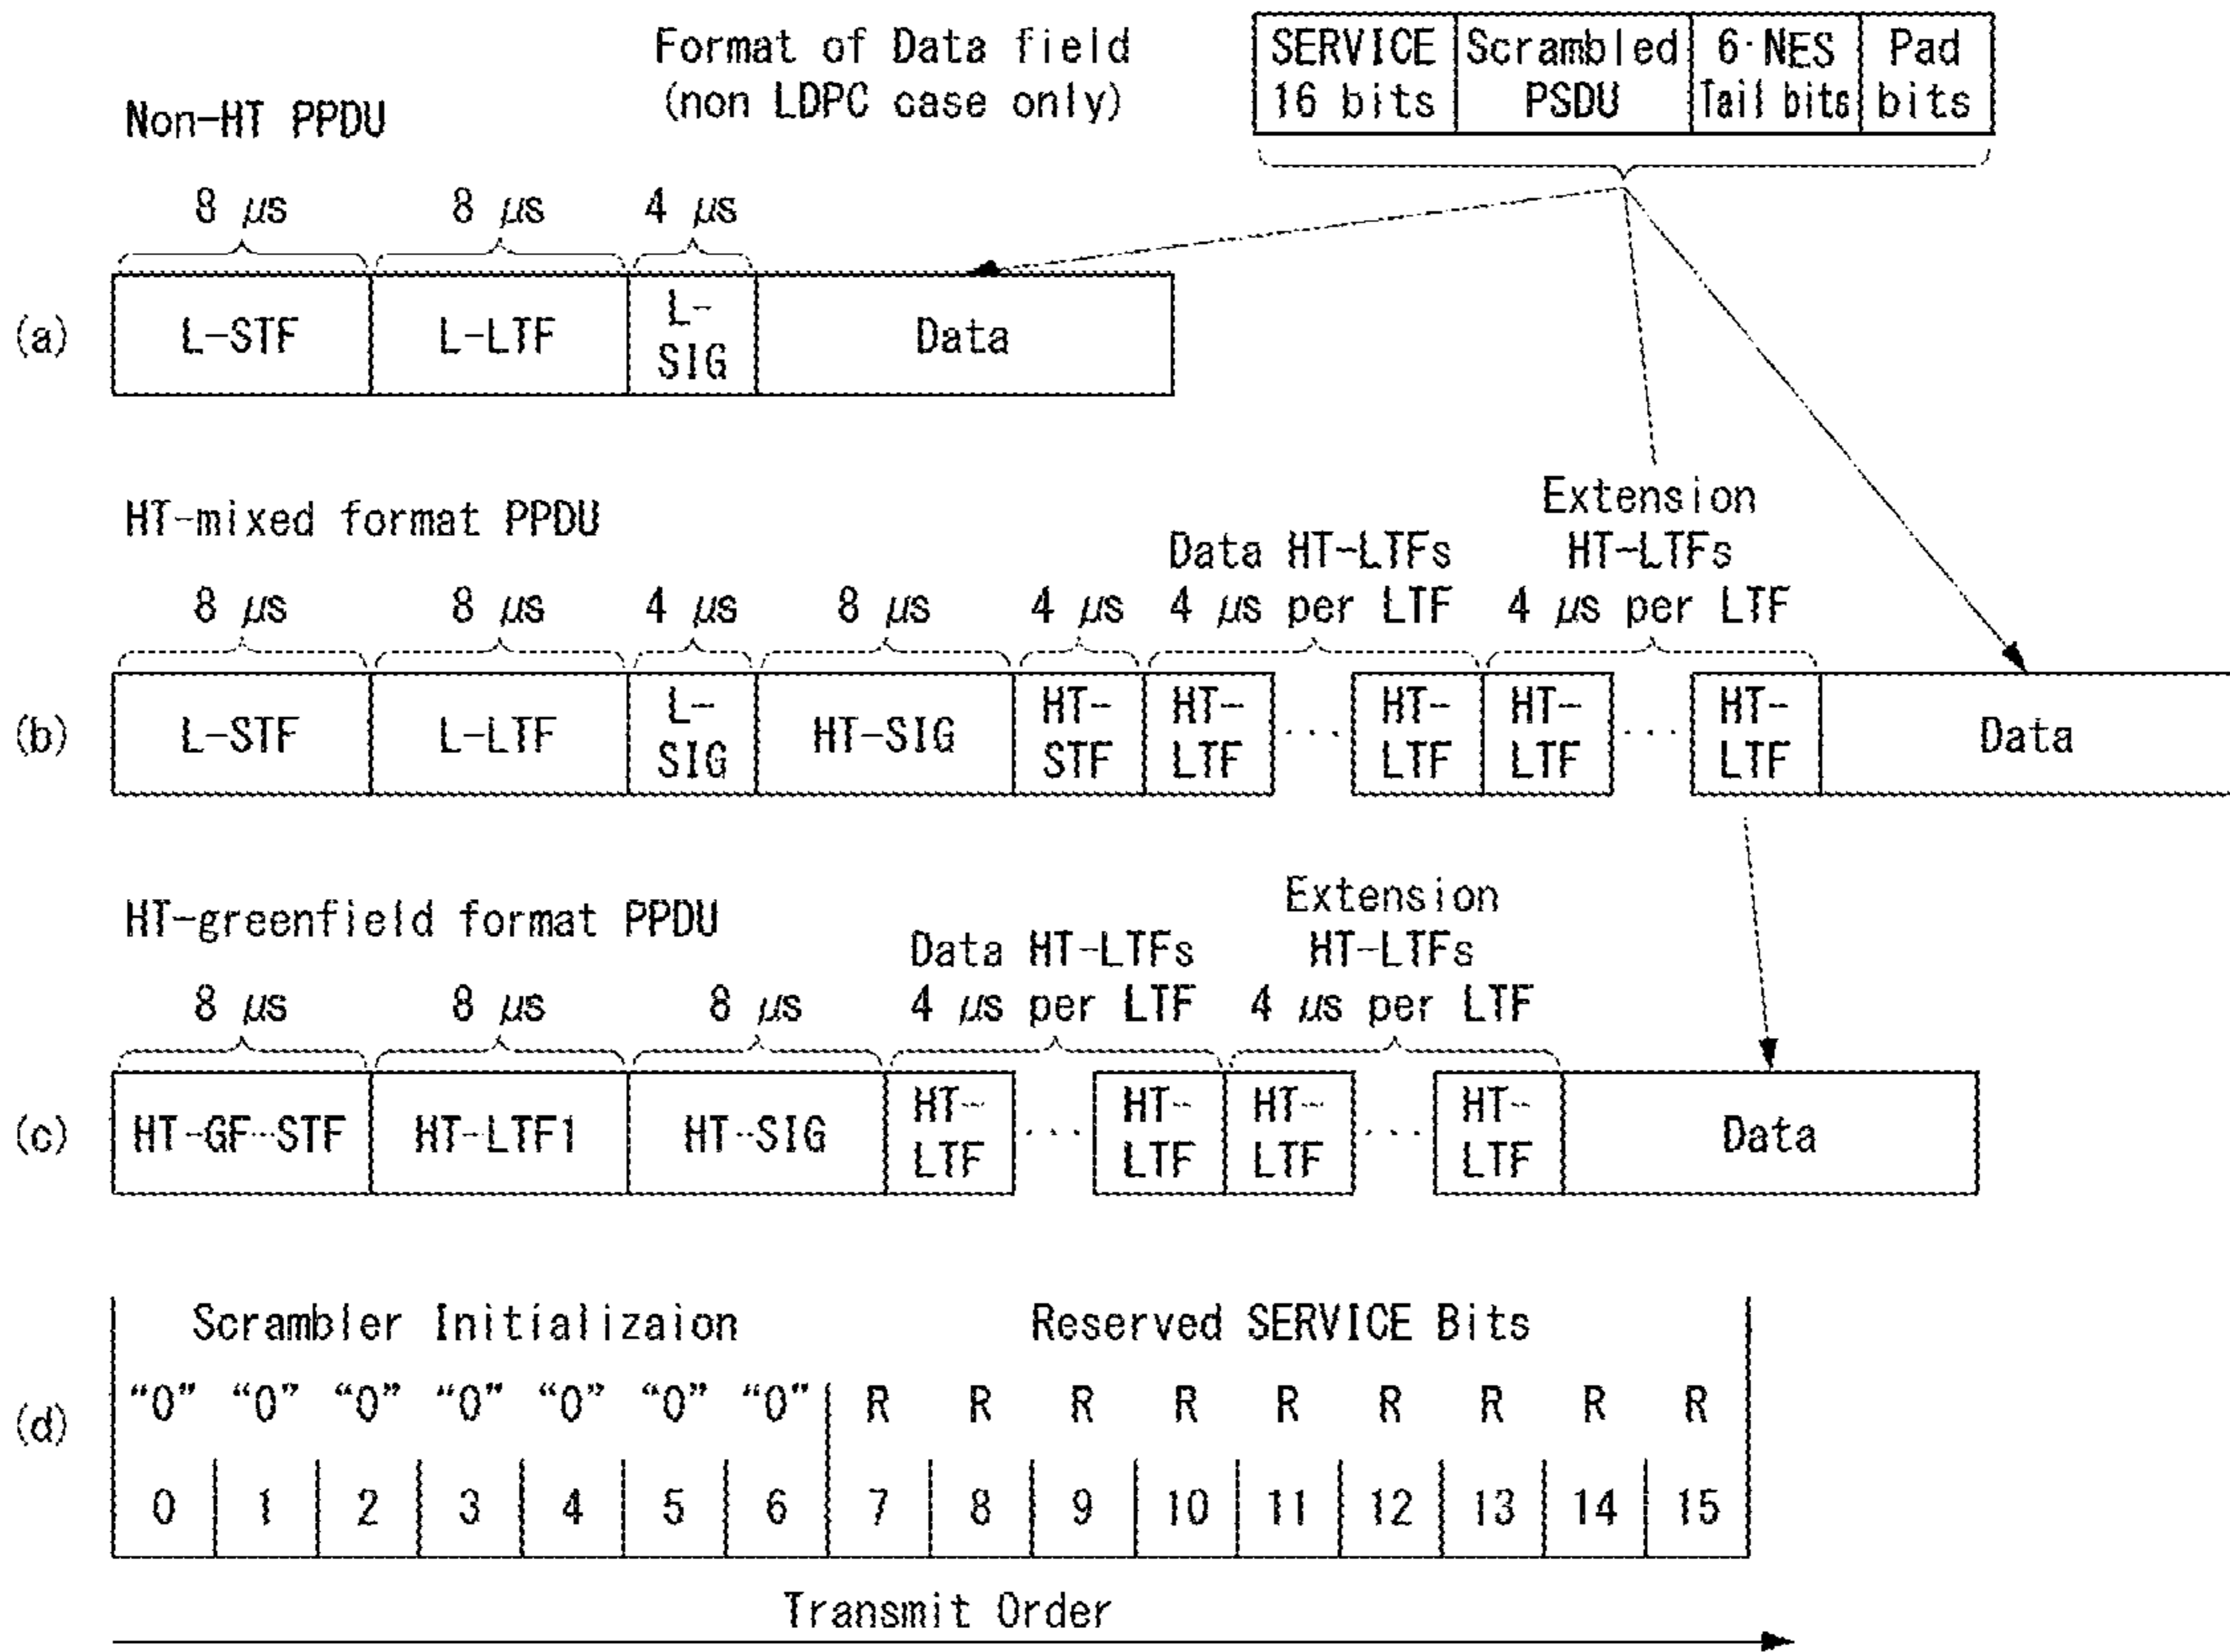 Format of Data field
(non LDPC case only)
SERVICE 16 bits
Scrambled PSDU
6·NES Tail bits
Pad bits
Non-HT PPDU
8 µs 8 µs 4 µs
(a) L-STF L-LTF L-SIG Data
HT-mixed format PPDU
Data HT-LTFs
Extension HT-LTFs
8 µs 8 µs 4 µs 8 µs 4 µs 4 µs per LTF 4 µs per LTF
(b) L-STF L-LTF L-SIG HT-SIG HT-STF HT-LTF ... HT-LTF HT-LTF ... HT-LTF Data
HT-greenfield format PPDU
Data HT-LTFs
Extension HT-LTFs
8 µs 8 µs 8 µs 4 µs per LTF 4 µs per LTF
(c) HT-GF-STF HT-LTF1 HT-SIG HT-LTF ... HT-LTF HT-LTF ... HT-LTF Data
Scrambler Initializaion Reserved SERVICE Bits
(d) “0” “0” “0” “0” “0” “0” “0” R R R R R R R R R
0 1 2 3 4 5 6 7 8 9 10 11 12 13 14 15
Transmit Order